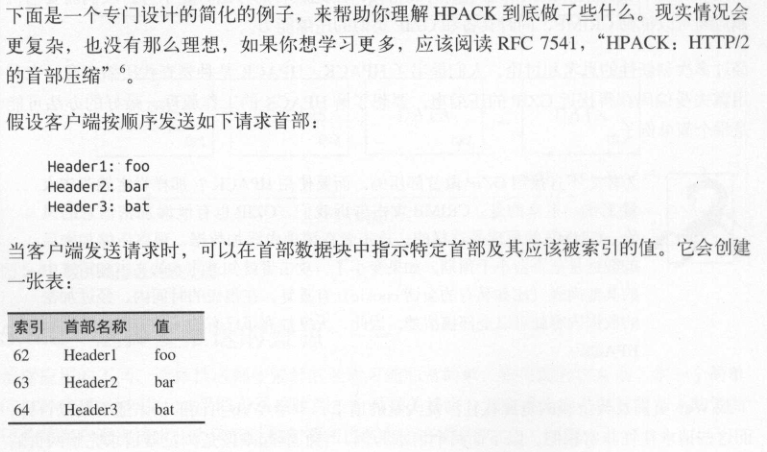 下面是一个专门设计的简化的例子，来帮助你理解 HPACK 到底做了些什么。现实情况会
更复杂，也没有那么理想，如果你想学习更多，应该阅读 RFC 7541，“HPACK：HTTP/2
的首部压缩”6。
假设客户端按顺序发送如下请求首部：
Header1: foo
Header2: bar
Header3: bat
当客户端发送请求时，可以在首部数据块中指示特定首部及其应该被索引的值。它会创建
一张表：
索引 首部名称 值
62 Header1 foo
63 Header2 bar
64 Header3 bat